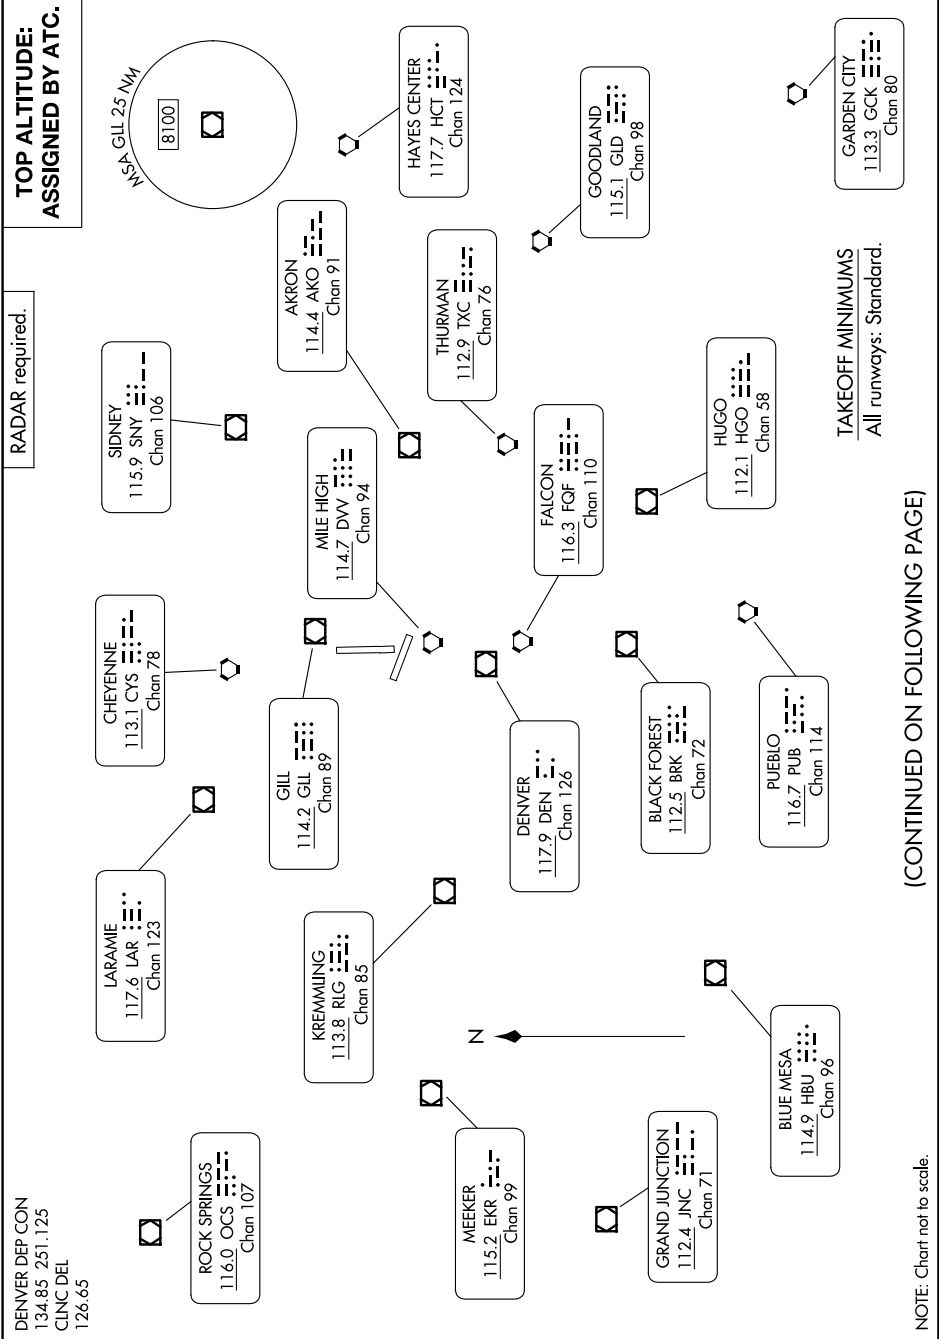 DENVER DEP CON
134.85 251.125
CLNC DEL
126.65
RADAR required.
TOP ALTITUDE:
ASSIGNED BY ATC.
MSA GLL 25 NM
8100
ROCK SPRINGS
116.0 OCS
Chan 107
LARAMIE
117.6 LAR
Chan 123
CHEYENNE
113.1 CYS
Chan 78
SIDNEY
115.9 SNY
Chan 106
KREMMLING
113.8 RLG
Chan 85
GILL
114.2 GLL
Chan 89
MILE HIGH
114.7 DVV
Chan 94
AKRON
114.4 AKO
Chan 91
HAYES CENTER
117.7 HCT
Chan 124
MEEKER
115.2 EKR
Chan 99
N
DENVER
117.9 DEN
Chan 126
FALCON
116.3 FQF
Chan 110
THURMAN
112.9 TXC
Chan 76
GOODLAND
115.1 GLD
Chan 98
GRAND JUNCTION
112.4 JNC
Chan 71
BLACK FOREST
112.5 BRK
Chan 72
HUGO
112.1 HGO
Chan 58
BLUE MESA
114.9 HBU
Chan 96
PUEBLO
116.7 PUB
Chan 114
GARDEN CITY
113.3 GCK
Chan 80
TAKEOFF MINIMUMS
All runways: Standard.
NOTE: Chart not to scale.
(CONTINUED ON FOLLOWING PAGE)